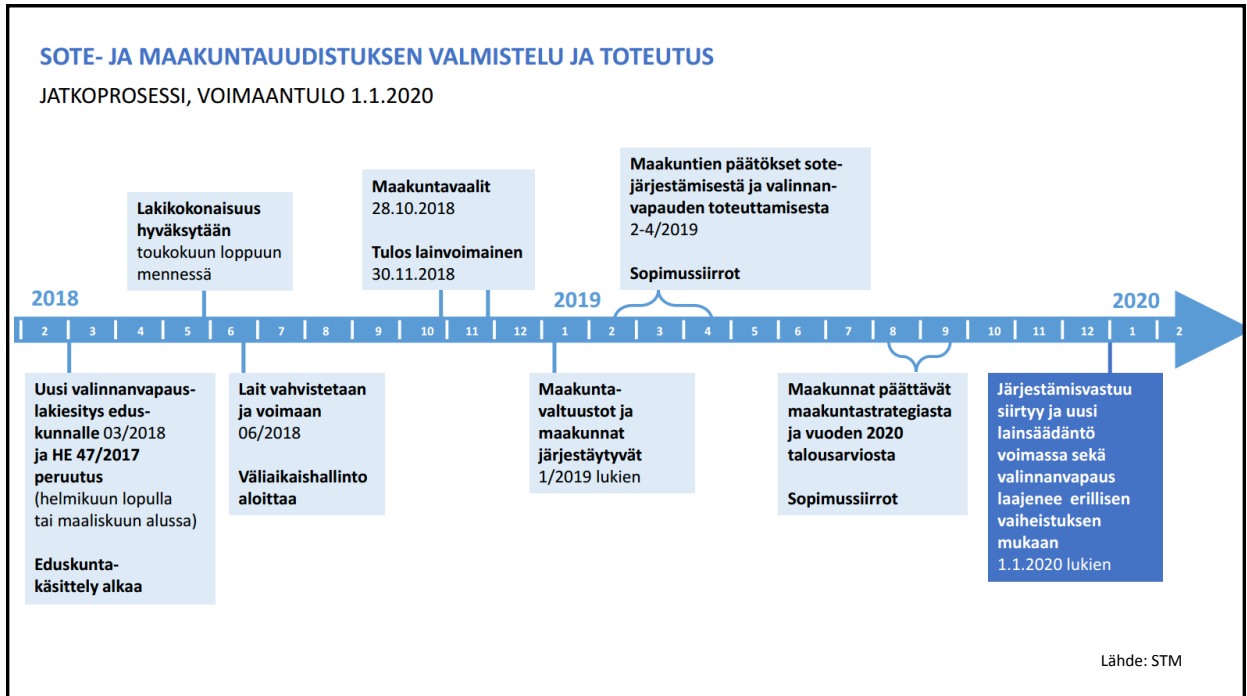 SOTE- JA MAAKUNTAUUDISTUKSEN VALMISTELU JA TOTEUTUS
JATKOPROSESSI, VOIMAANTULO 1.1.2020
Lakikokonaisuus
hyväksytään
toukokuun loppuun
mennessä
Maakuntavaalit
28.10.2018
Tulos lainvoimainen
30.11.2018
Maakuntien päätökset sote-
järjestämisestä ja valinnan-
vapauden toteuttamisesta
2-4/2019
Sopimussiirrot
2018
2019
2020
2 3 4 5 6 7 8 9 10 11 12 1 2 3 4 5 6 7 8 9 10 11 12 1 2
Uusi valinnanvapaus-
lakiesitys edus-
kunnalle 03/2018
ja HE 47/2017
peruutus
(helmikuun lopulla
tai maaliskuun alussa)
Eduskunta-
käsittely alkaa
Lait vahvistetaan
ja voimaan
06/2018
Väliaikaishallinto
aloittaa
Maakunta-
valtuustot ja
maakunnat
järjestäytyvät
1/2019 lukien
Maakunnat päättävät
maakuntastrategiasta
ja vuoden 2020
talousarviosta
Sopimussiirrot
Järjestämisvastuu
siirtyy ja uusi
lainsäädäntö
voimassa sekä
valinnanvapaus
laajenee erillisen
vaiheistuksen
mukaan
1.1.2020 lukien
Lähde: STM